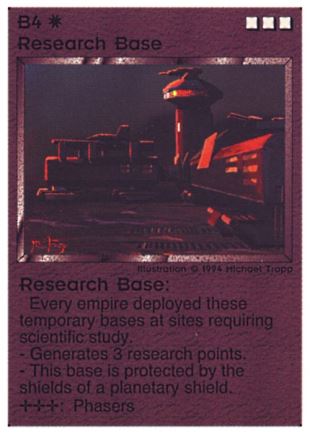 B4 ✷
Research Base
Illustration © 1994 Michael Tropp
Research Base:
Every empire deployed these
temporary bases at sites requiring
scientific study.
- Generates 3 research points.
- This base is protected by the
shields of a planetary shield.
✛✛✛: Phasers